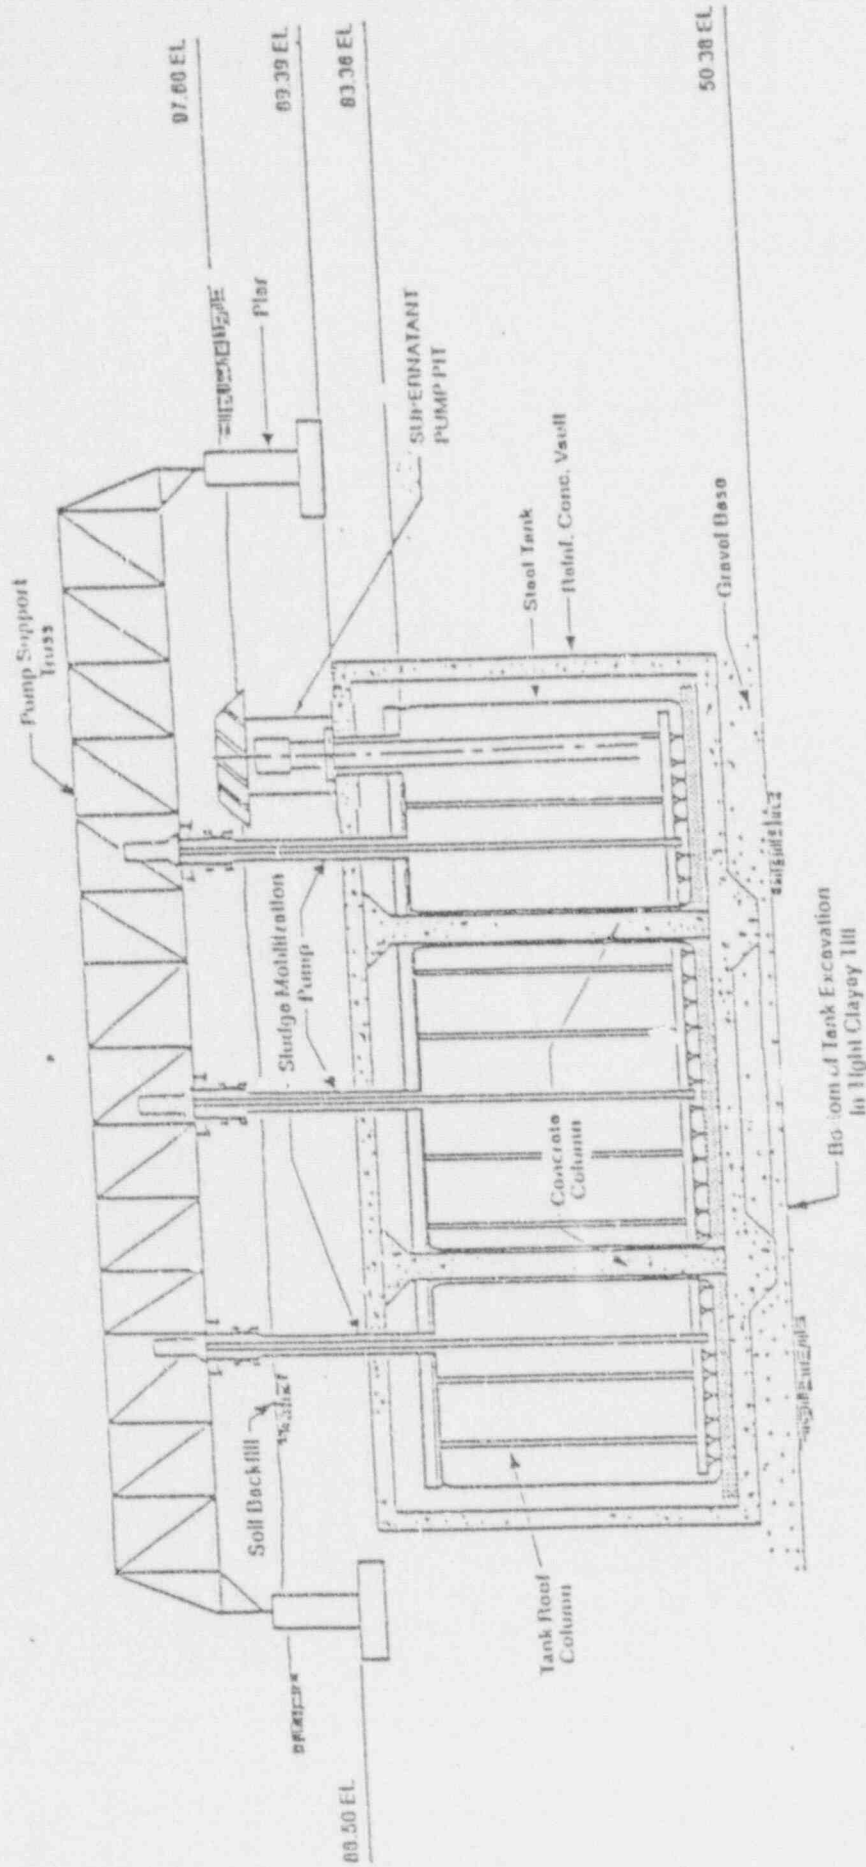 97.60 EL
89.39 EL
83.36 EL
50.38 EL
88.50 EL
Pump Support
Truss
Pier
SUPERNATANT
PUMP PIT
Steel Tank
Reinf. Conc. Vault
Gravel Base
Sludge Mobilization
Pump
Concrete
Column
Soil Backfill
Tank Roof
Column
Bottom of Tank Excavation
In Tight Clayey Till